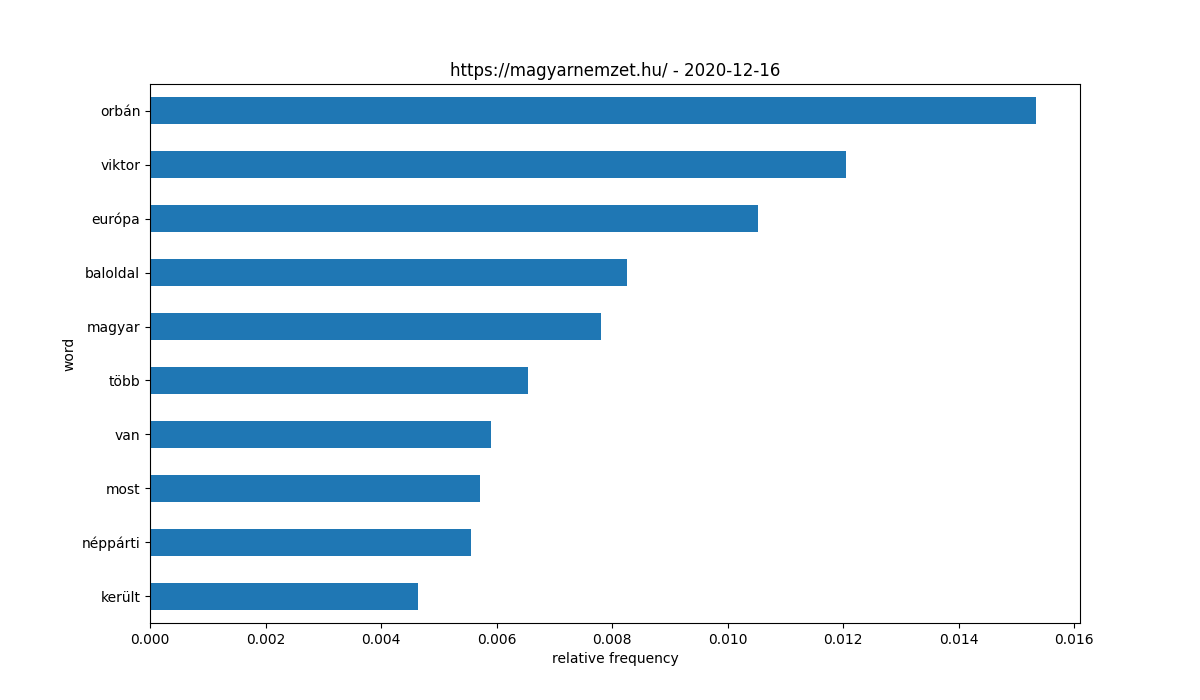 https://magyarnemzet.hu/ - 2020-12-16
orbán
viktor
európa
baloldal
magyar
több
van
most
néppárti
került
word
0.000 0.002 0.004 0.006 0.008 0.010 0.012 0.014 0.016
relative frequency